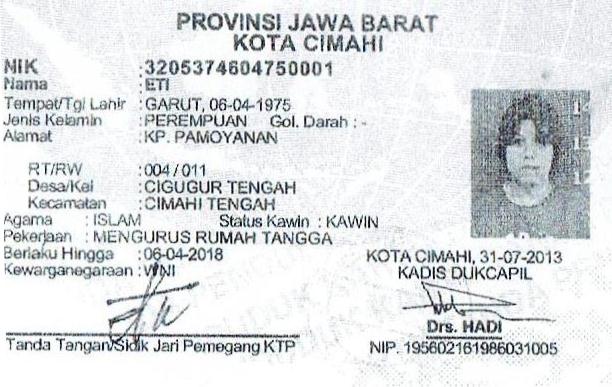 PROVINSI JAWA BARAT
KOTA CIMAHI
NIK :3205374604750001
Nama :ETI
Tempat/Tgl Lahir :GARUT, 06-04-1975
Jenis Kelamin :PEREMPUAN Gol. Darah : -
Alamat :KP. PAMOYANAN
RT/RW :004 / 011
Desa/Kel :CIGUGUR TENGAH
Kecamatan :CIMAHI TENGAH
Agama : ISLAM Status Kawin : KAWIN
Pekerjaan : MENGURUS RUMAH TANGGA
Berlaku Hingga :06-04-2018
Kewarganegaraan : WNI
KOTA CIMAHI, 31-07-2013
KADIS DUKCAPIL
Drs. HADI
NIP. 195602161986031005
Tanda Tangan/Sidik Jari Pemegang KTP